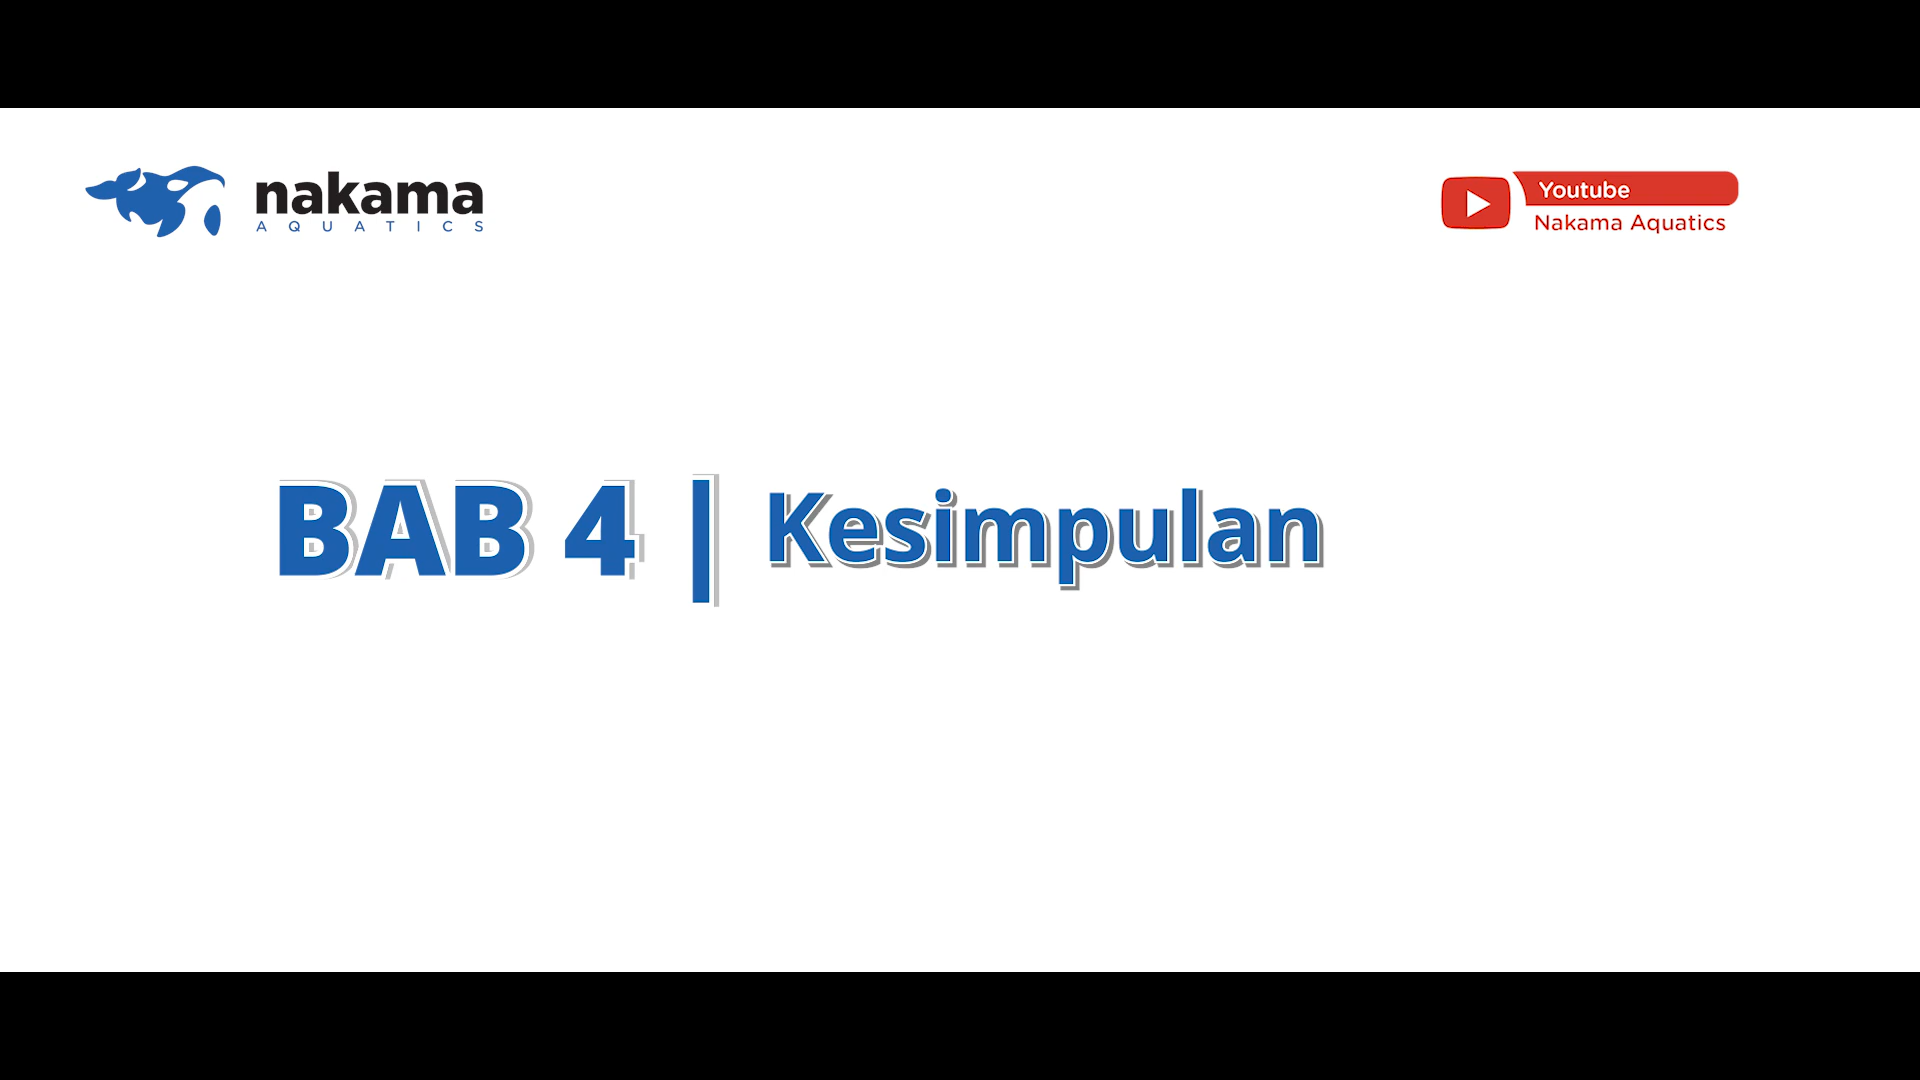 nakama
AQUATICS
Youtube
Nakama Aquatics
BAB 4 | Kesimpulan